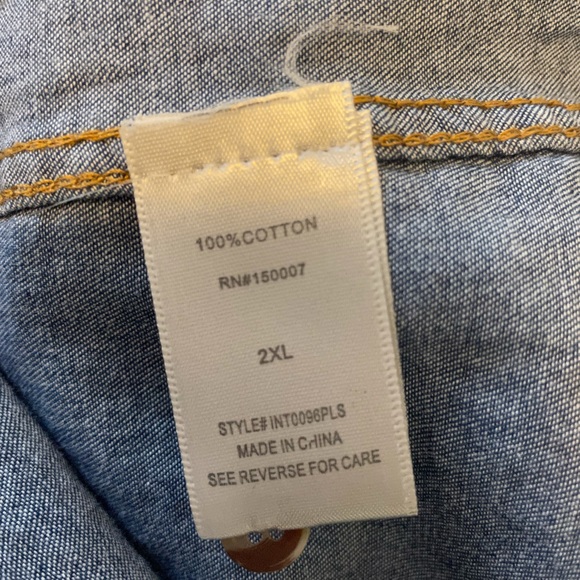 100%COTTON
RN#150007
2XL
STYLE# INT0096PLS
MADE IN CHINA
SEE REVERSE FOR CARE